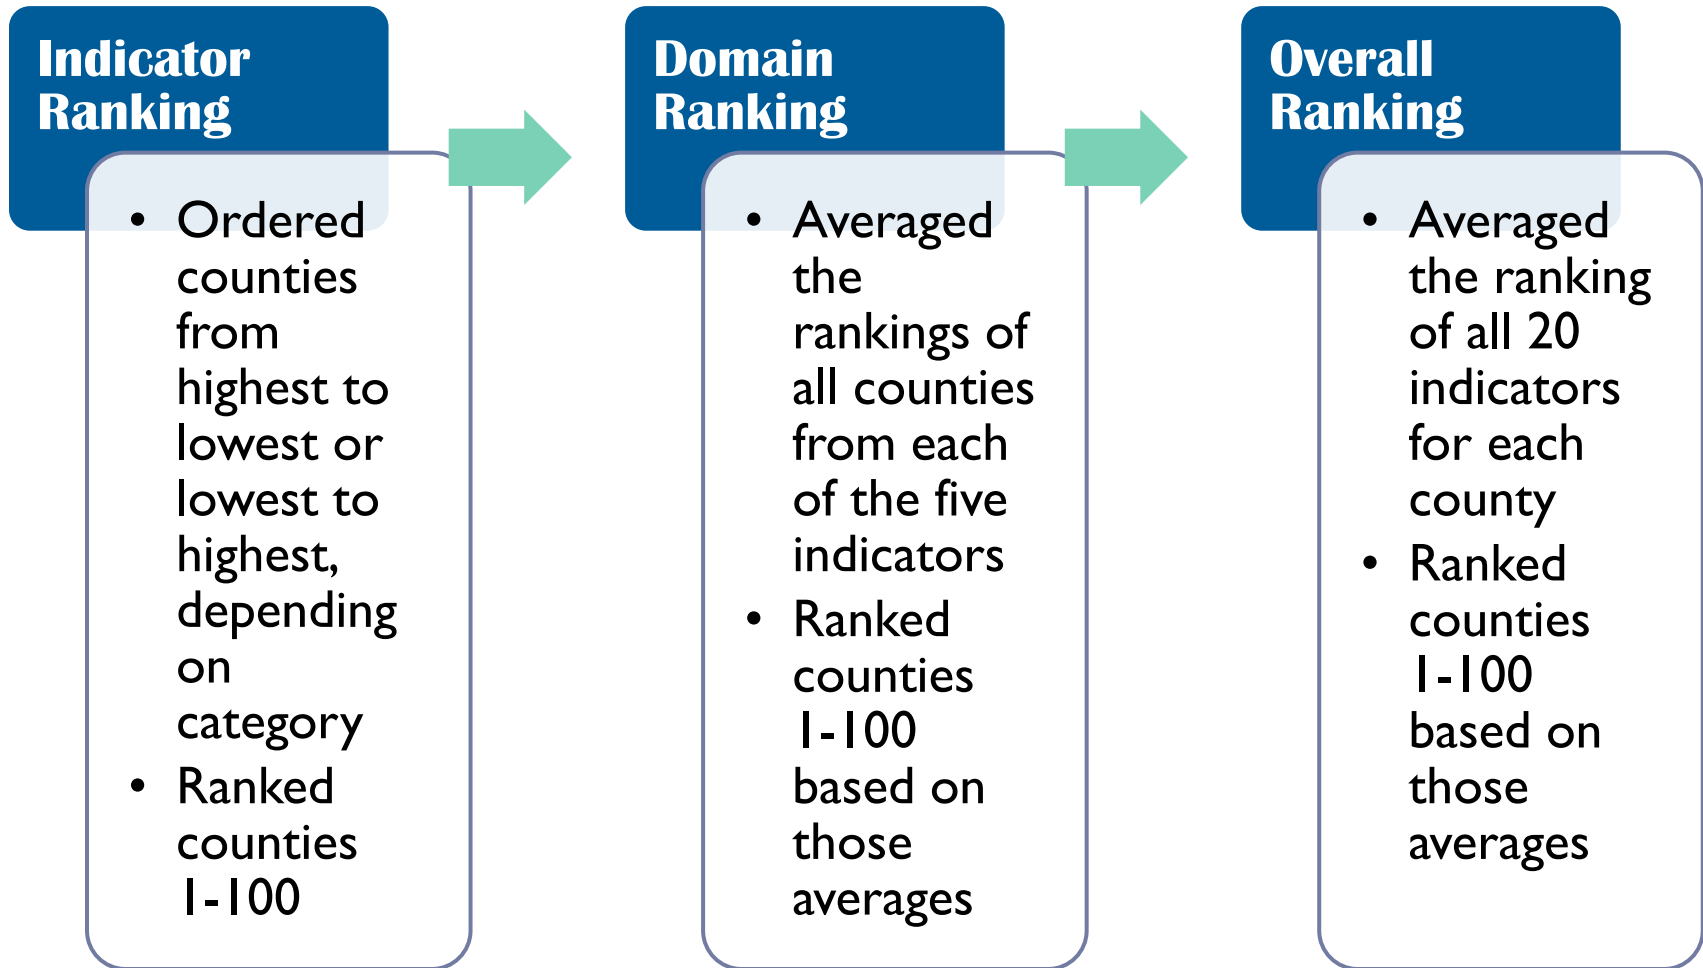 Indicator
Ranking
• Ordered
counties
from
highest to
lowest or
lowest to
highest,
depending
on
category
• Ranked
counties
1-100
Domain
Ranking
• Averaged
the
rankings of
all counties
from each
of the five
indicators
• Ranked
counties
1-100
based on
those
averages
Overall
Ranking
• Averaged
the ranking
of all 20
indicators
for each
county
• Ranked
counties
1-100
based on
those
averages